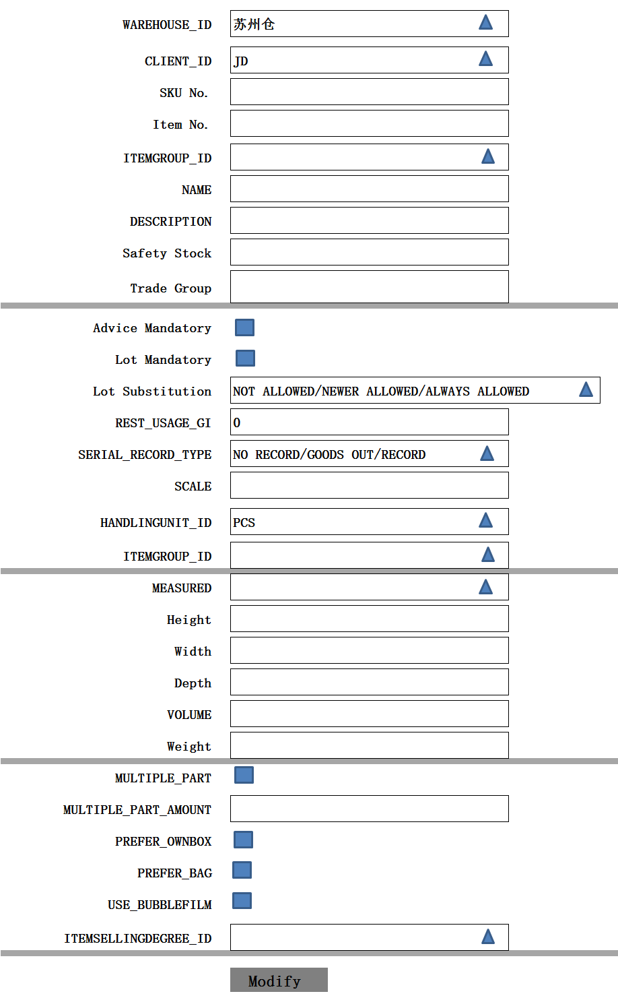 WAREHOUSE_ID 苏州仓
CLIENT_ID JD
SKU No.
Item No.
ITEMGROUP_ID
NAME
DESCRIPTION
Safety Stock
Trade Group
Advice Mandatory
Lot Mandatory
Lot Substitution NOT ALLOWED/NEWER ALLOWED/ALWAYS ALLOWED
REST_USAGE_GI 0
SERIAL_RECORD_TYPE NO RECORD/GOODS OUT/RECORD
SCALE
HANDLINGUNIT_ID PCS
ITEMGROUP_ID
MEASURED
Height
Width
Depth
VOLUME
Weight
MULTIPLE_PART
MULTIPLE_PART_AMOUNT
PREFER_OWNBOX
PREFER_BAG
USE_BUBBLEFILM
ITEMSELLINGDEGREE_ID
Modify